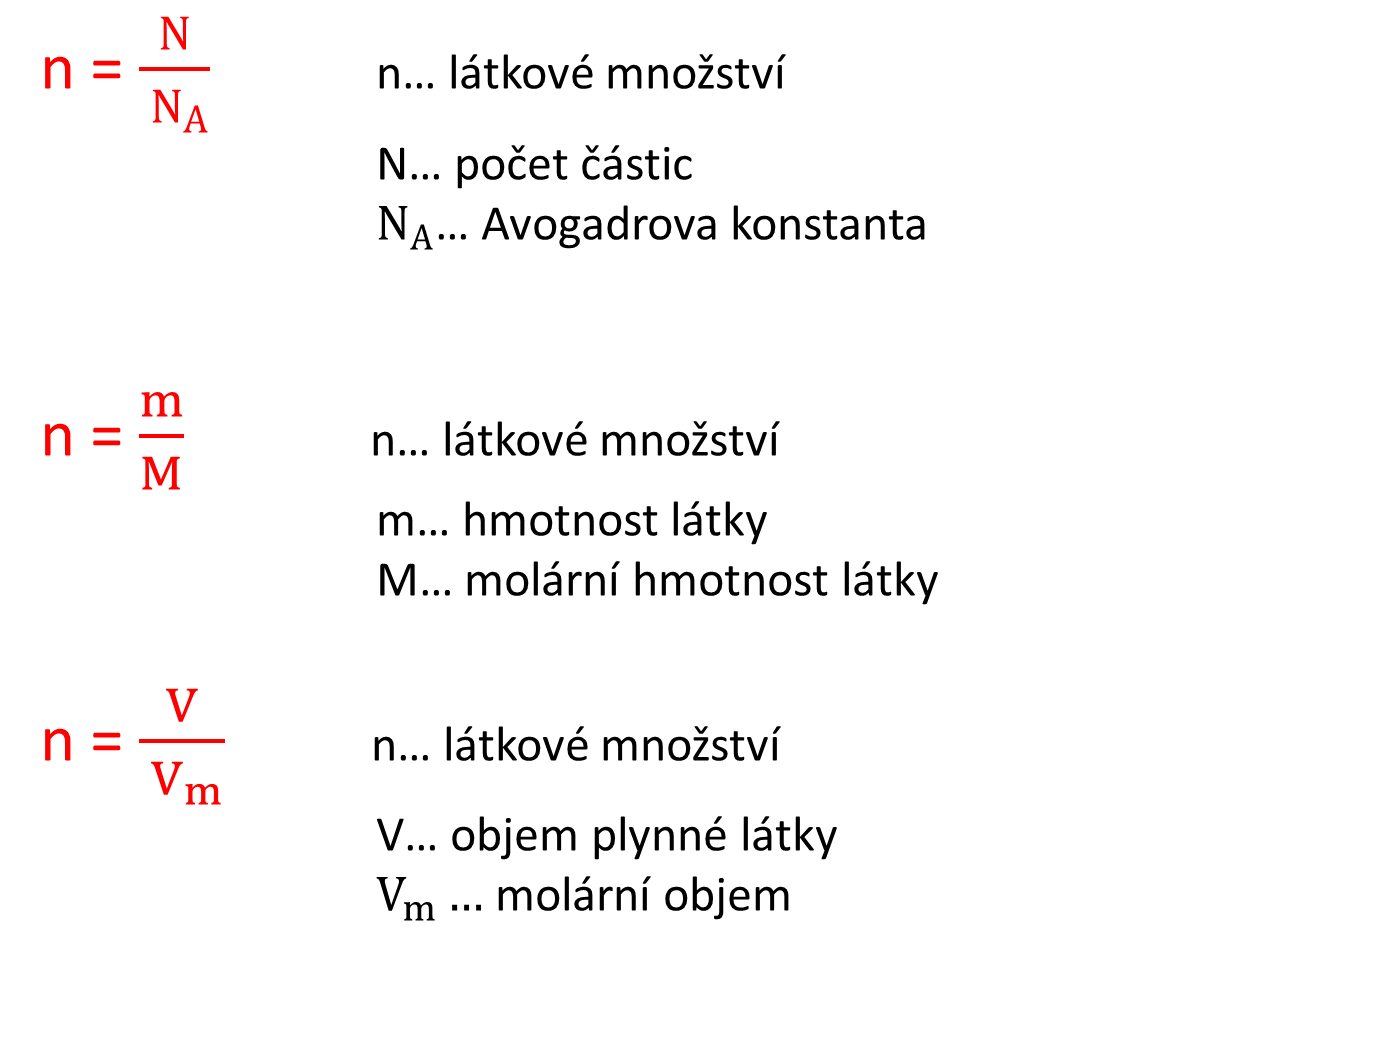 n = N/N_A
n... látkové množství
N... počet částic
N_A... Avogadrova konstanta
n = m/M
n... látkové množství
m... hmotnost látky
M... molární hmotnost látky
n = V/V_m
n... látkové množství
V... objem plynné látky
V_m ... molární objem